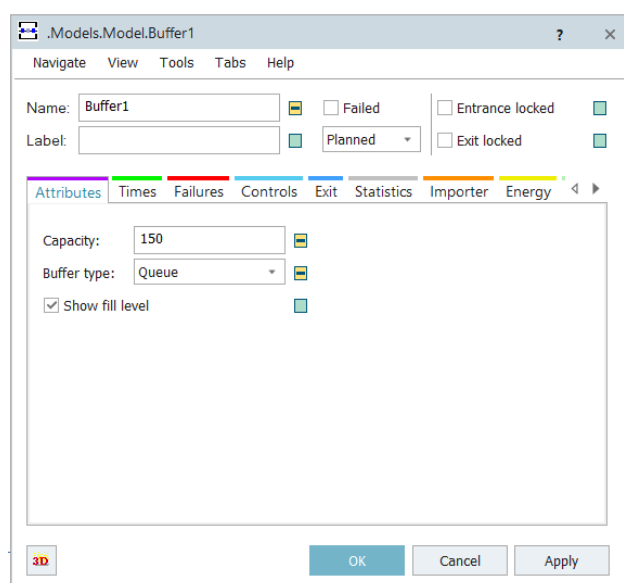 .Models.Model.Buffer1 ?
Navigate View Tools Tabs Help
Name: Buffer1 Failed Entrance locked
Label: Planned Exit locked
Attributes Times Failures Controls Exit Statistics Importer Energy
Capacity: 150
Buffer type: Queue
Show fill level
3D OK Cancel Apply